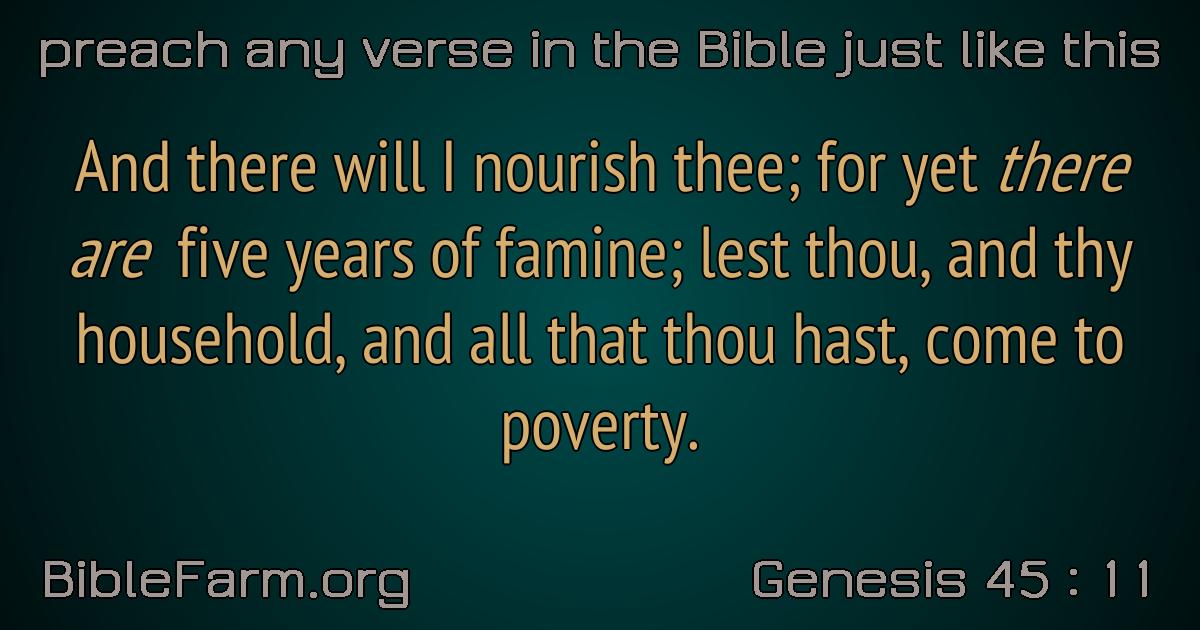 preach any verse in the Bible just like this
And there will I nourish thee; for yet there
are five years of famine; lest thou, and thy
household, and all that thou hast, come to
poverty.
BibleFarm.org
Genesis 45 : 11